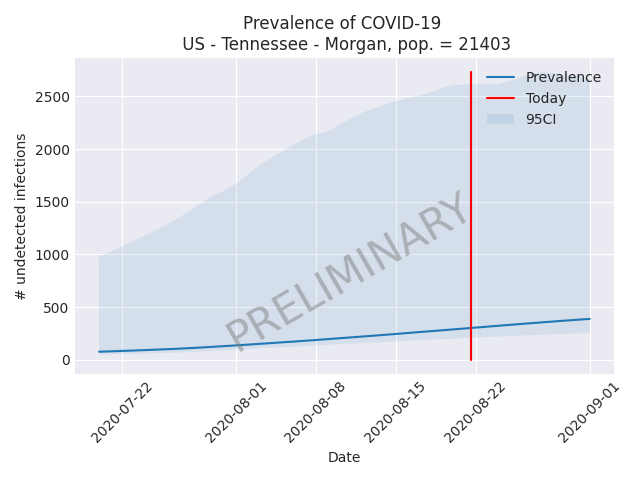 Prevalence of COVID-19
US - Tennessee - Morgan, pop. = 21403
Prevalence
Today
95CI
# undetected infections
2500
2000
1500
1000
500
0
PRELIMINARY
2020-07-22
2020-08-01
2020-08-08
2020-08-15
2020-08-22
2020-09-01
Date